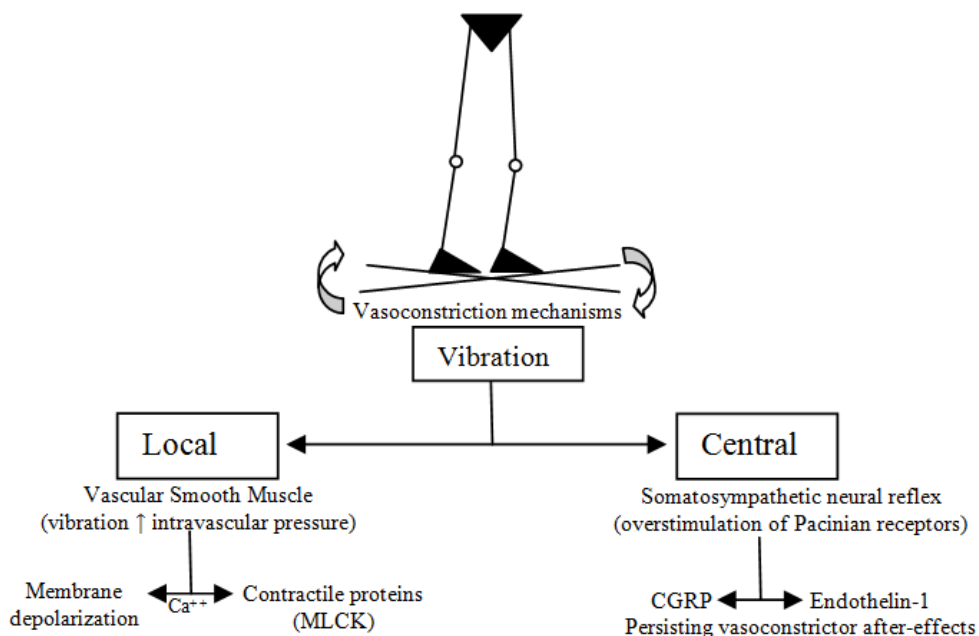 Vasoconstriction mechanisms
Vibration
Local
Vascular Smooth Muscle
(vibration ↑ intravascular pressure)
Membrane
depolarization
Ca⁺⁺
Contractile proteins
(MLCK)
Central
Somatosympathetic neural reflex
(overstimulation of Pacinian receptors)
CGRP
Endothelin-1
Persisting vasoconstrictor after-effects